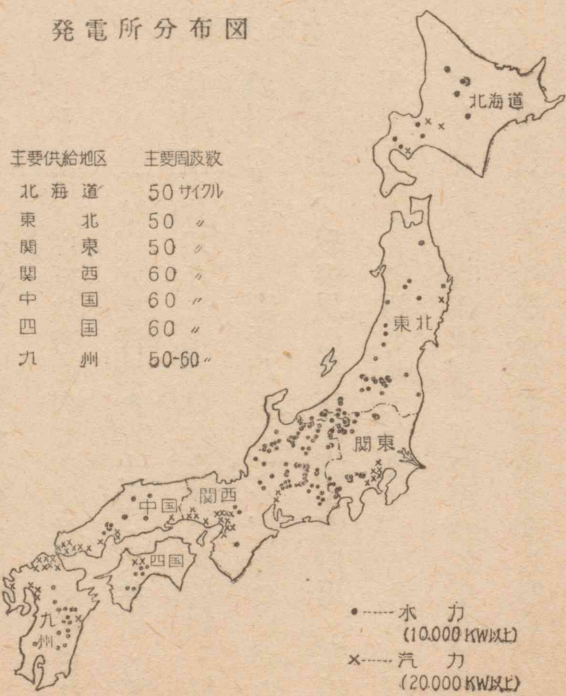 発電所分布図
主要供給地区 主要周波数
北海道 50サイクル
東北 50 〃
関東 50 〃
関西 60 〃
中国 60 〃
四国 60 〃
九州 50-60〃
北海道
東北
関東
関西
中国
四国
九州
●----水力
(10.000KW以上)
×----汽力
(20.000KW以上)